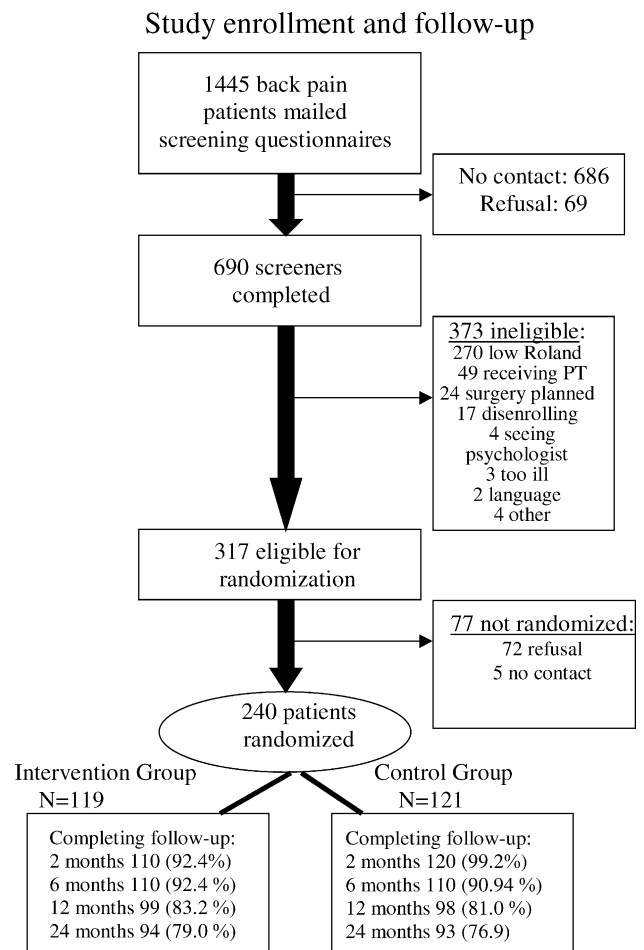 Study enrollment and follow-up
1445 back pain
patients mailed
screening questionnaires
No contact: 686
Refusal: 69
690 screeners
completed
373 ineligible:
270 low Roland
49 receiving PT
24 surgery planned
17 disenrolling
4 seeing
psychologist
3 too ill
2 language
4 other
317 eligible for
randomization
77 not randomized:
72 refusal
5 no contact
240 patients
randomized
Intervention Group
N=119
Completing follow-up:
2 months 110 (92.4%)
6 months 110 (92.4 %)
12 months 99 (83.2 %)
24 months 94 (79.0 %)
Control Group
N=121
Completing follow-up:
2 months 120 (99.2%)
6 months 110 (90.94 %)
12 months 98 (81.0 %)
24 months 93 (76.9)